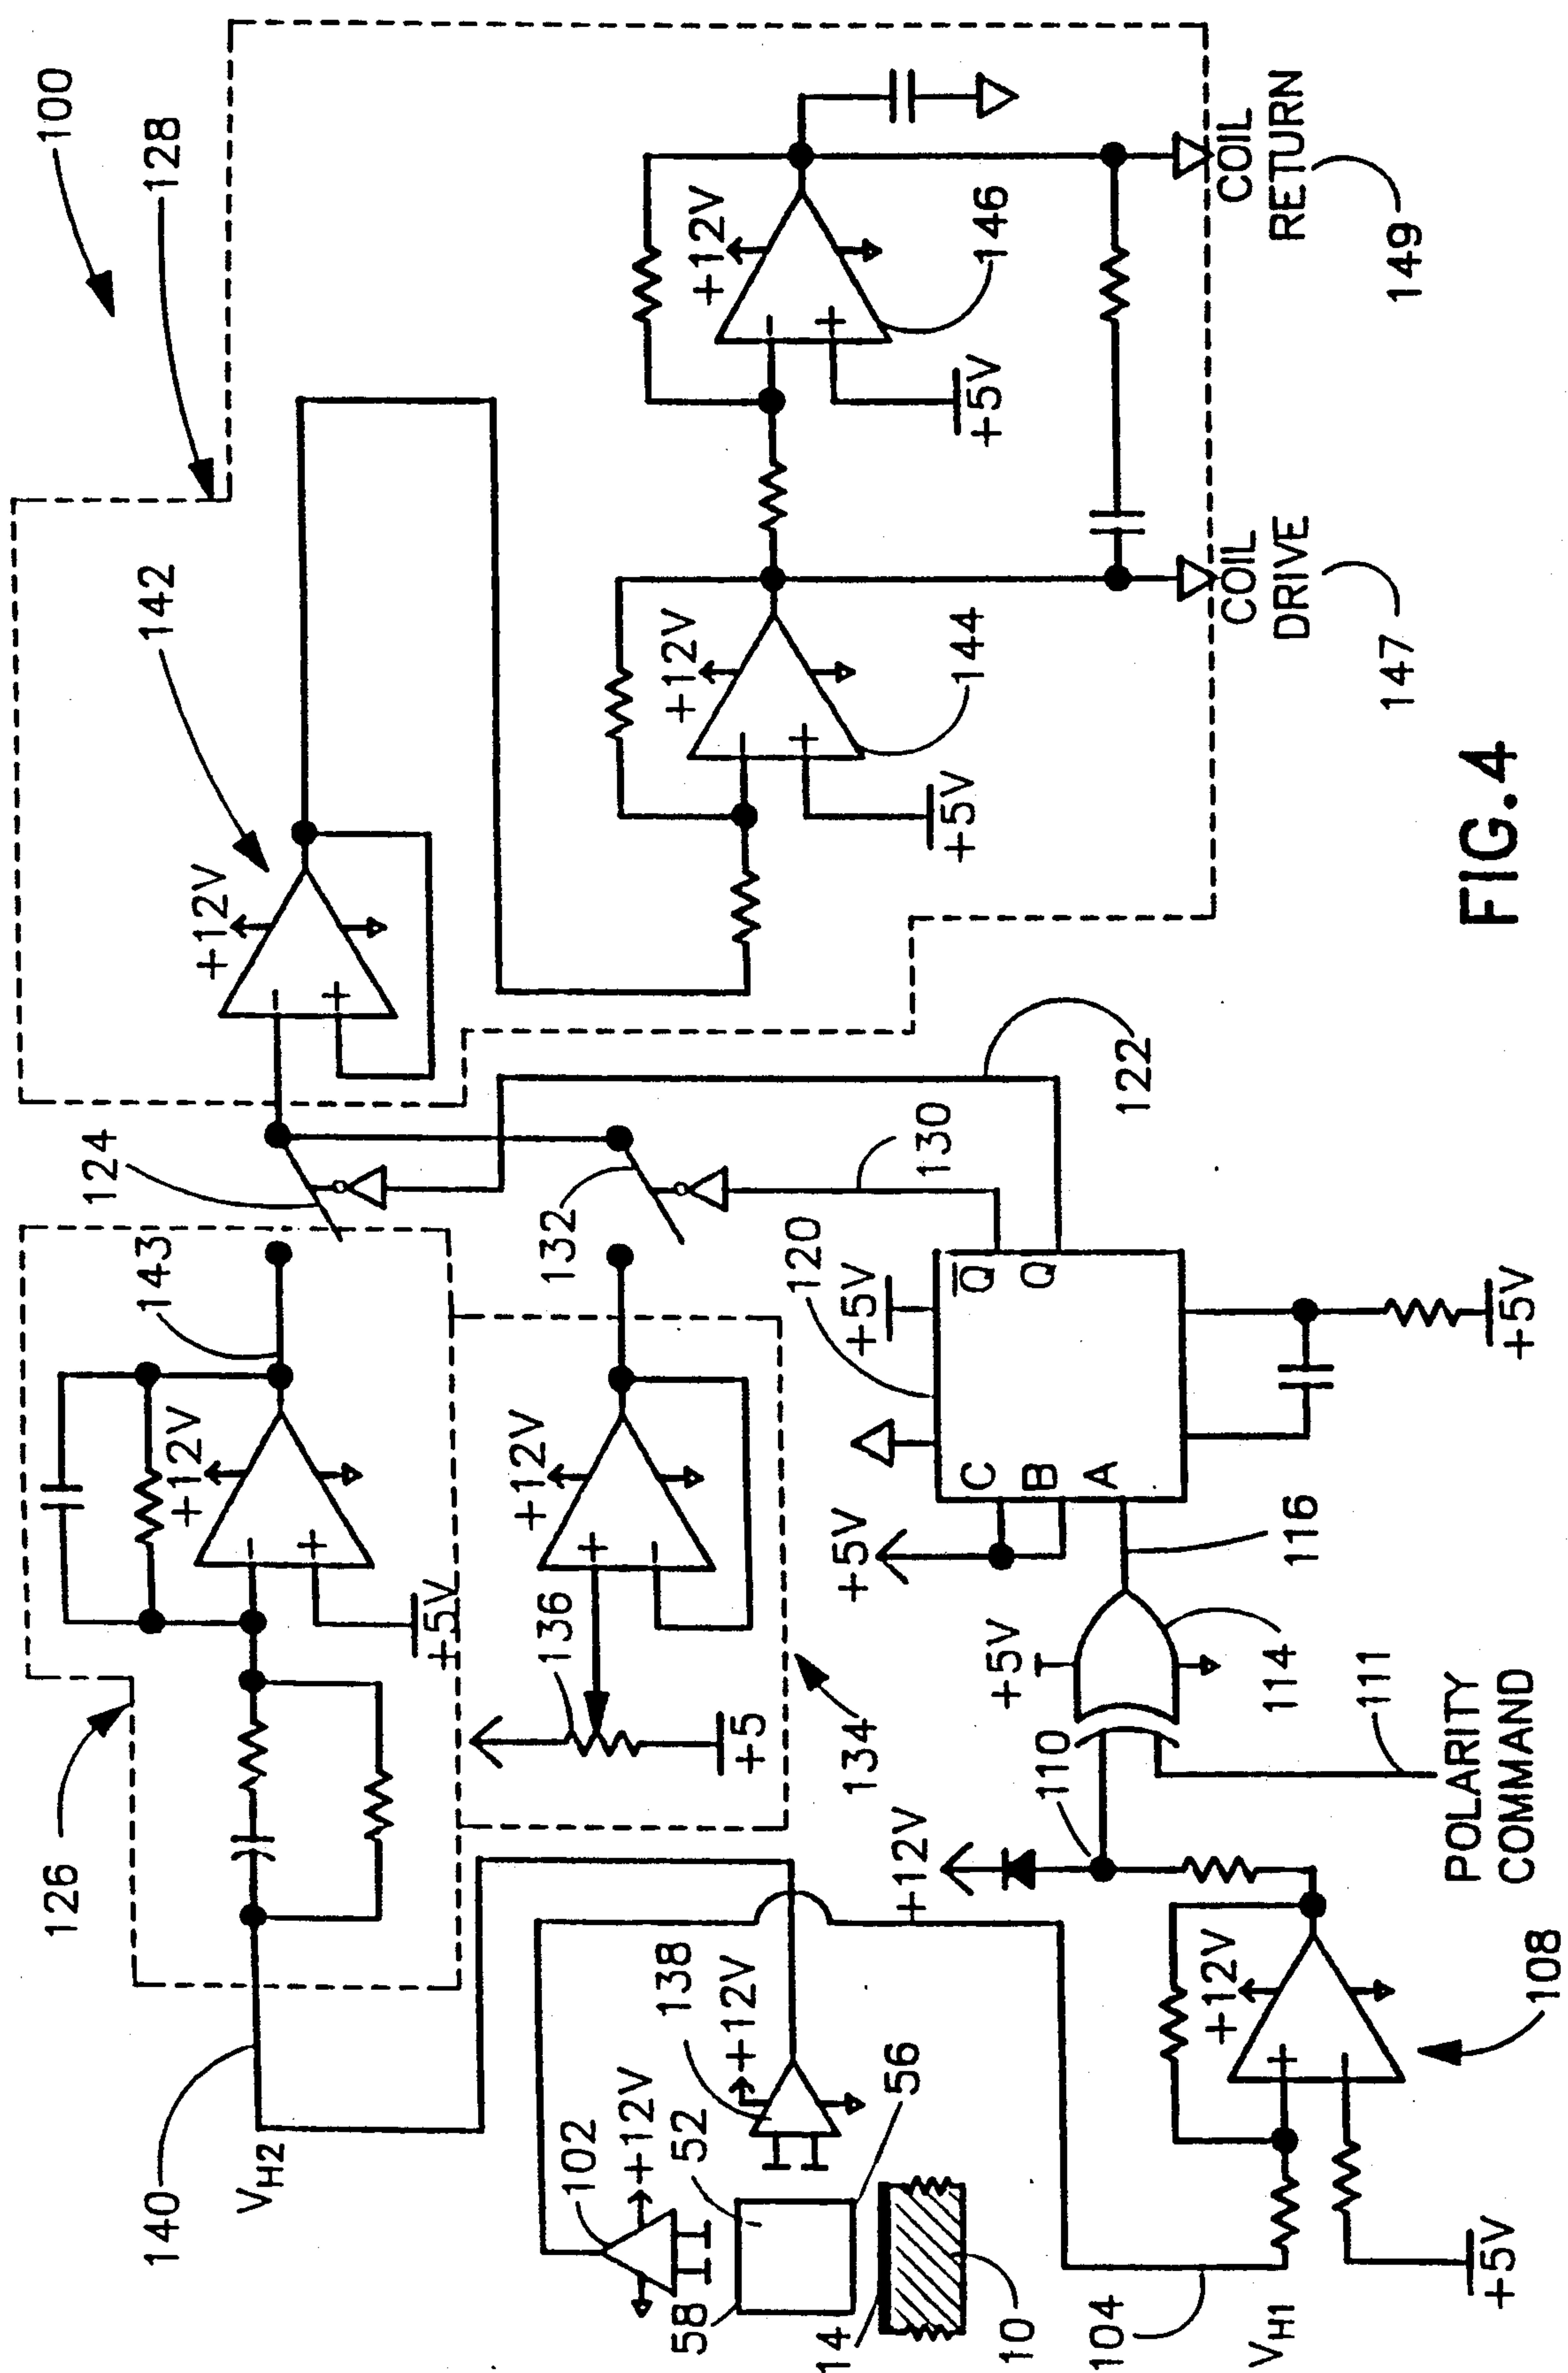 100
128
142
+12V
124
143
126
+12V
+5V
140
VH2
+12V
146
+5V
+12V
144
+5V
COIL
RETURN
149
COIL
DRIVE
147
122
130
132
120
+5V
Q
Q
C
B
A
+5V
+5V
+12V
136
+5
134
116
+5V
114
110
111
POLARITY
COMMAND
+12V
138
+12V
102
+12V
52
56
58
14
10
104
VH1
+12V
108
+5V
FIG.4